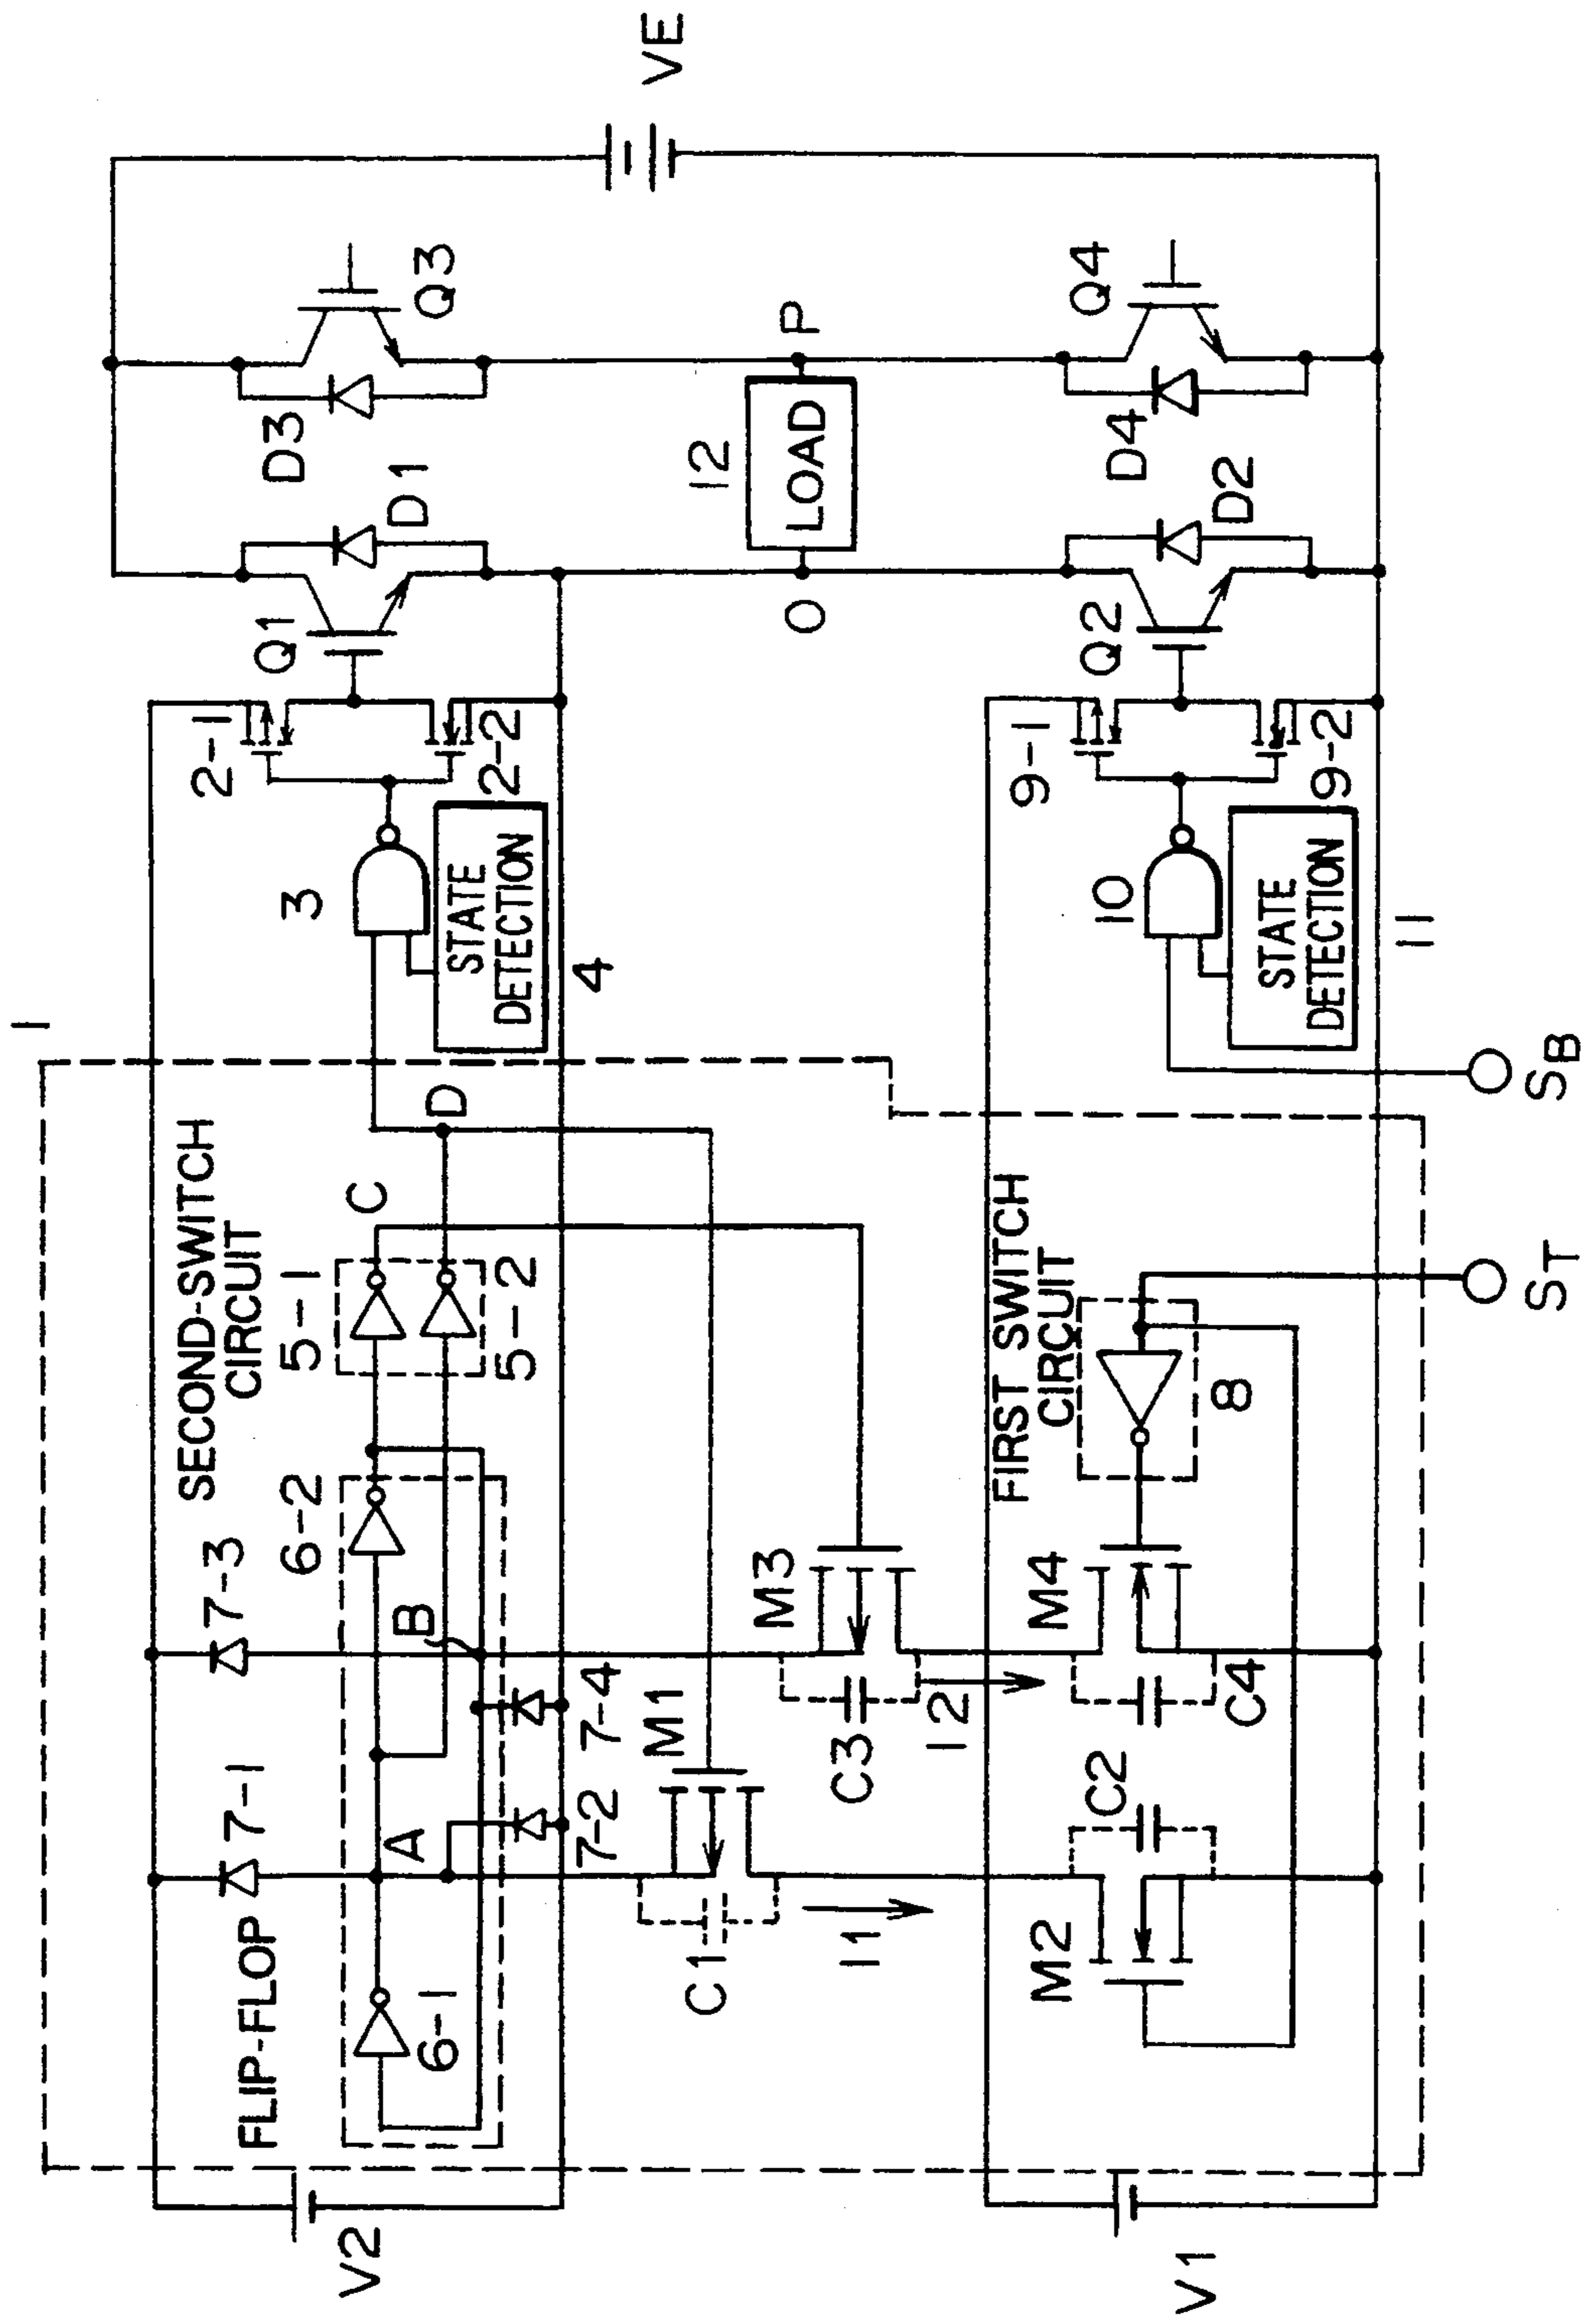 1
SECOND-SWITCH
CIRCUIT
FLIP-FLOP
7-1
7-3
6-2
5-1
C
3
2-1
Q1
D1
D3
Q3
V2
6-1
A
B
5-2
D
STATE
DETECTION
4
2-2
7-2
7-4
M1
M3
C1
I1
C3
I2
12
LOAD
O
P
VE
FIRST SWITCH
CIRCUIT
M2
C2
M4
C4
8
10
9-1
Q2
D2
D4
Q4
STATE
DETECTION
11
9-2
V1
ST
SB